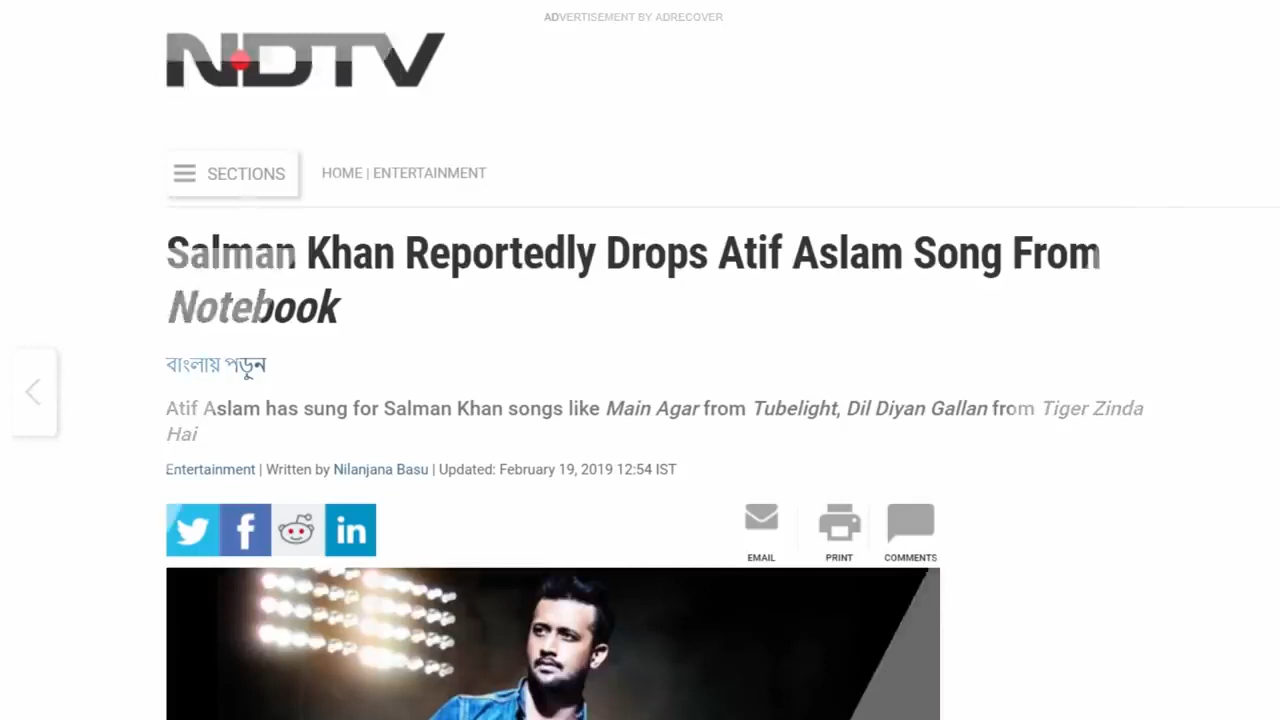 ADVERTISEMENT BY ADRECOVER
NDTV
SECTIONS
HOME | ENTERTAINMENT
Salman Khan Reportedly Drops Atif Aslam Song From
Notebook
বাংলায় পড়ুন
Atif Aslam has sung for Salman Khan songs like Main Agar from Tubelight, Dil Diyan Gallan from Tiger Zinda
Hai
Entertainment | Written by Nilanjana Basu | Updated: February 19, 2019 12:54 IST
f in
EMAIL PRINT COMMENTS